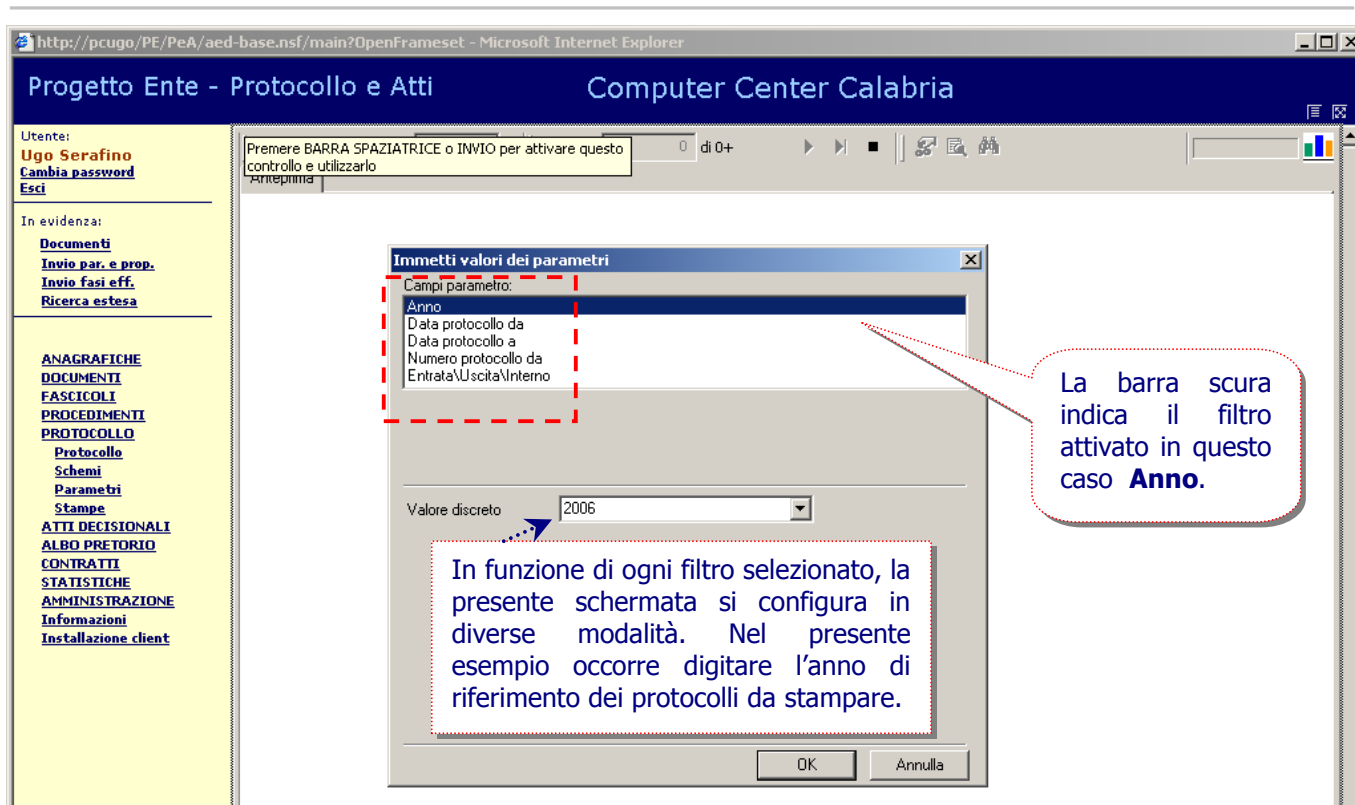 http://pcugo/PE/PeA/aed-base.nsf/main?OpenFrameset - Microsoft Internet Explorer
Progetto Ente - Protocollo e Atti
Computer Center Calabria
Utente:
Ugo Serafino
Cambia password
Esci
In evidenza:
Documenti
Invio par. e prop.
Invio fasi eff.
Ricerca estesa
ANAGRAFICHE
DOCUMENTI
FASCICOLI
PROCEDIMENTI
PROTOCOLLO
Protocollo
Schemi
Parametri
Stampe
ATTI DECISIONALI
ALBO PRETORIO
CONTRATTI
STATISTICHE
AMMINISTRAZIONE
Informazioni
Installazione client
Premere BARRA SPAZIATRICE o INVIO per attivare questo
controllo e utilizzarlo
0 di 0+
Anteprima
Immetti valori dei parametri
Campi parametro:
Anno
Data protocollo da
Data protocollo a
Numero protocollo da
Entrata\Uscita\Interno
Valore discreto
2006
La barra scura
indica il filtro
attivato in questo
caso Anno.
In funzione di ogni filtro selezionato, la
presente schermata si configura in
diverse modalità. Nel presente
esempio occorre digitare l'anno di
riferimento dei protocolli da stampare.
OK
Annulla